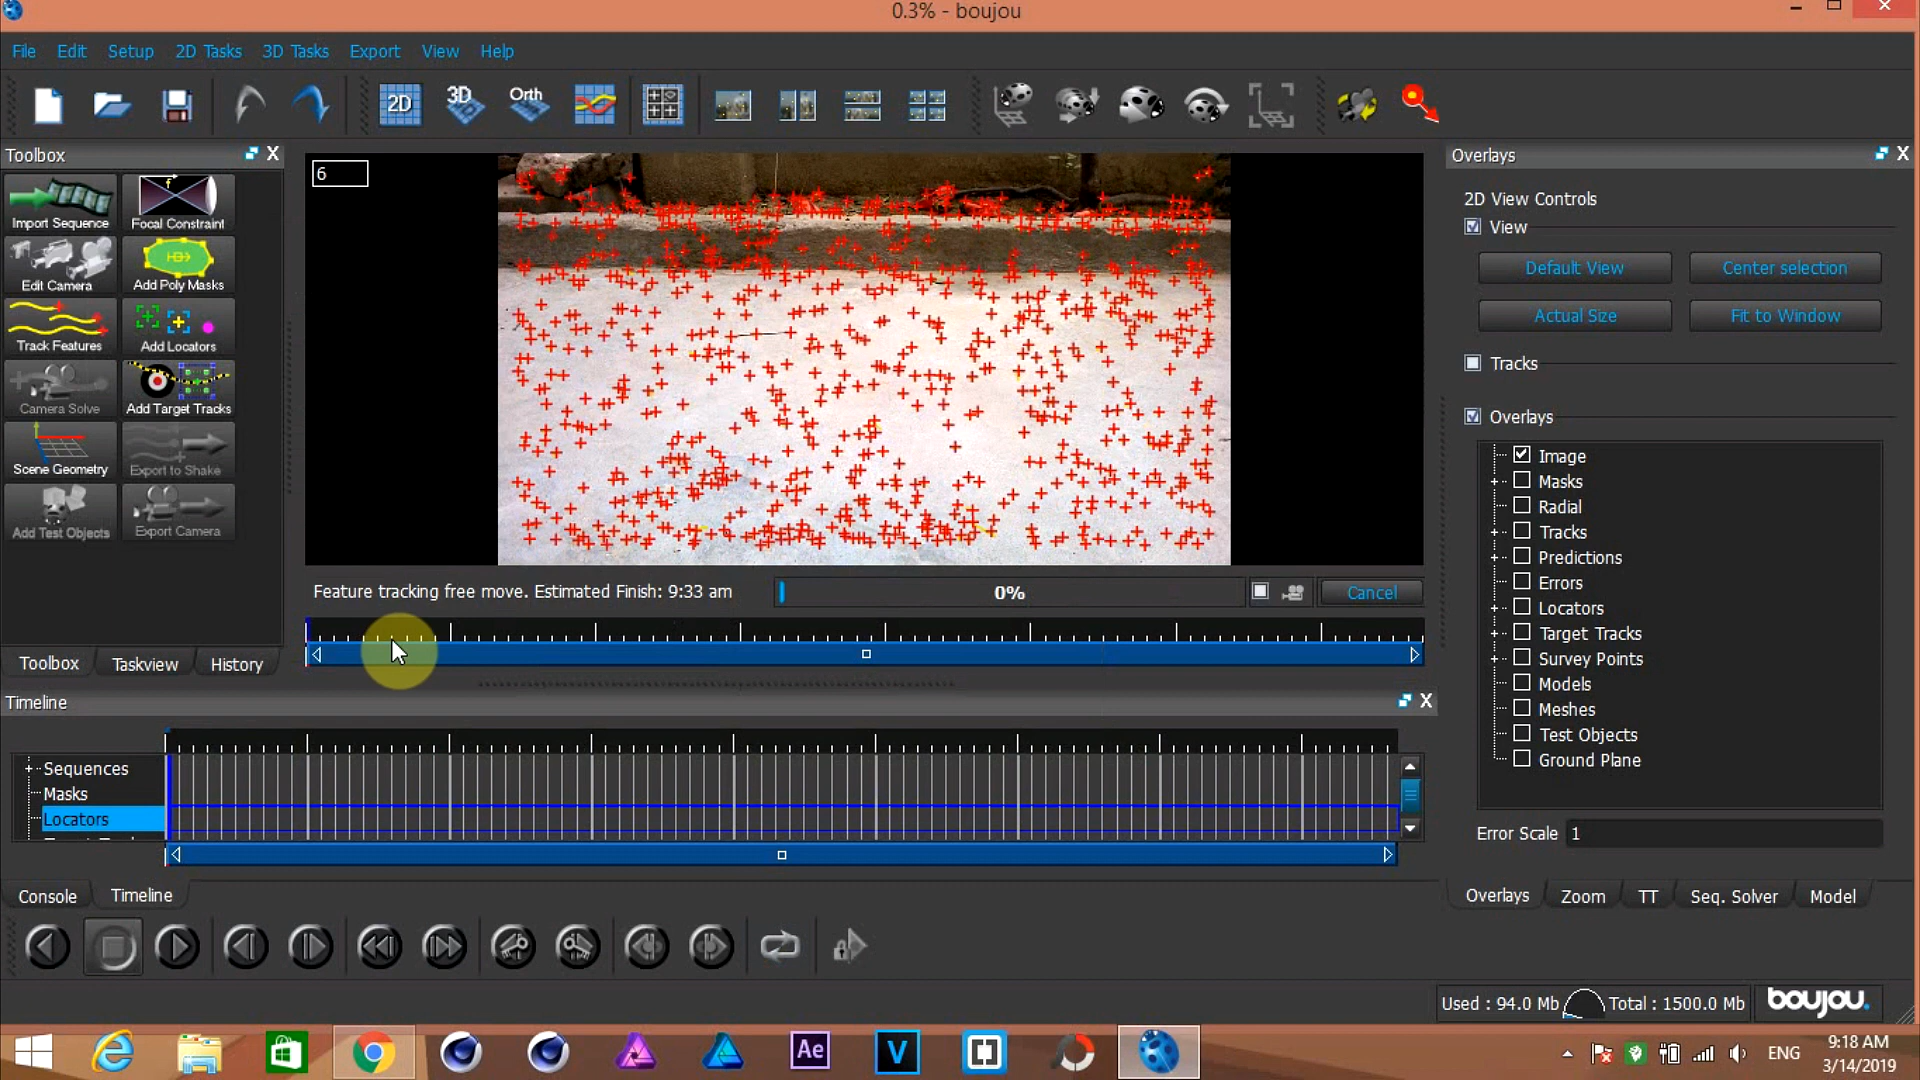 0.3% - boujou
File Edit Setup 2D Tasks 3D Tasks Export View Help
2D 3D Orth
Toolbox X
Import Sequence Focal Constraint
Edit Camera Add Poly Masks
Track Features Add Locators
Camera Solve Add Target Tracks
Scene Geometry Export to Shake
Add Test Objects Export Camera
Toolbox Taskview History
6
Feature tracking free move. Estimated Finish: 9:33 am 0% Cancel
Overlays X
2D View Controls
View
Default View Center selection
Actual Size Fit to Window
Tracks
Overlays
Image
Masks
Radial
Tracks
Predictions
Errors
Locators
Target Tracks
Survey Points
Models
Meshes
Test Objects
Ground Plane
Error Scale 1
Overlays Zoom TT Seq. Solver Model
Timeline X
Sequences
Masks
Locators
Console Timeline
Used : 94.0 Mb Total : 1500.0 Mb boujou.
Ae V ENG 9:18 AM
3/14/2019